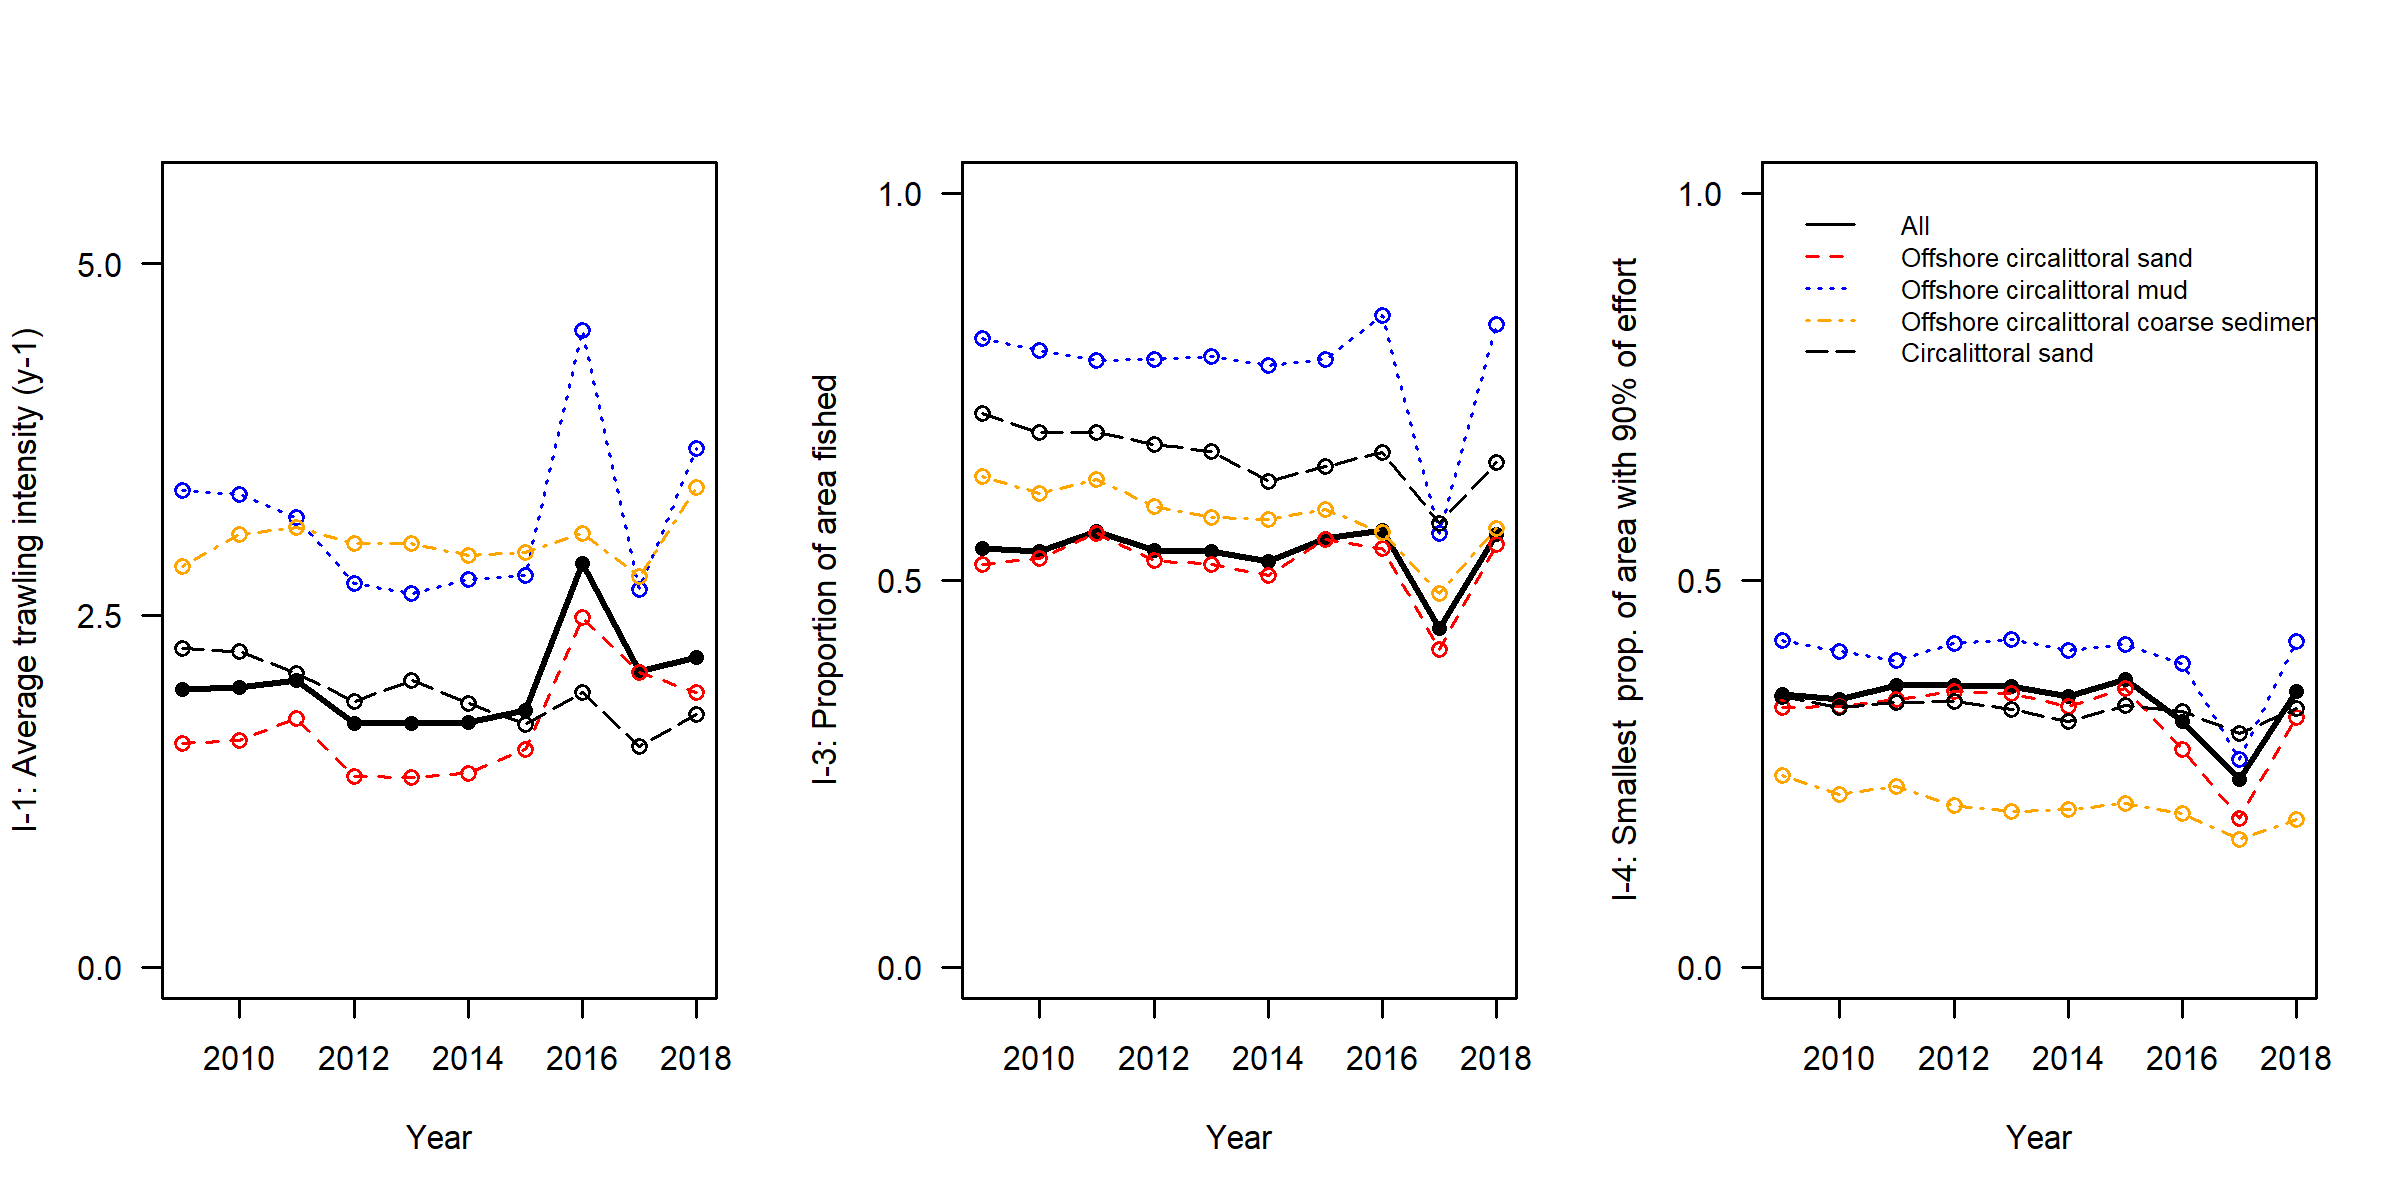 I-1: Average trawling intensity (y-1)
5.0
2.5
0.0
2010 2012 2014 2016 2018
Year
I-3: Proportion of area fished
1.0
0.5
0.0
2010 2012 2014 2016 2018
Year
I-4: Smallest prop. of area with 90% of effort
1.0
0.5
0.0
All
Offshore circalittoral sand
Offshore circalittoral mud
Offshore circalittoral coarse sedimen
Circalittoral sand
2010 2012 2014 2016 2018
Year